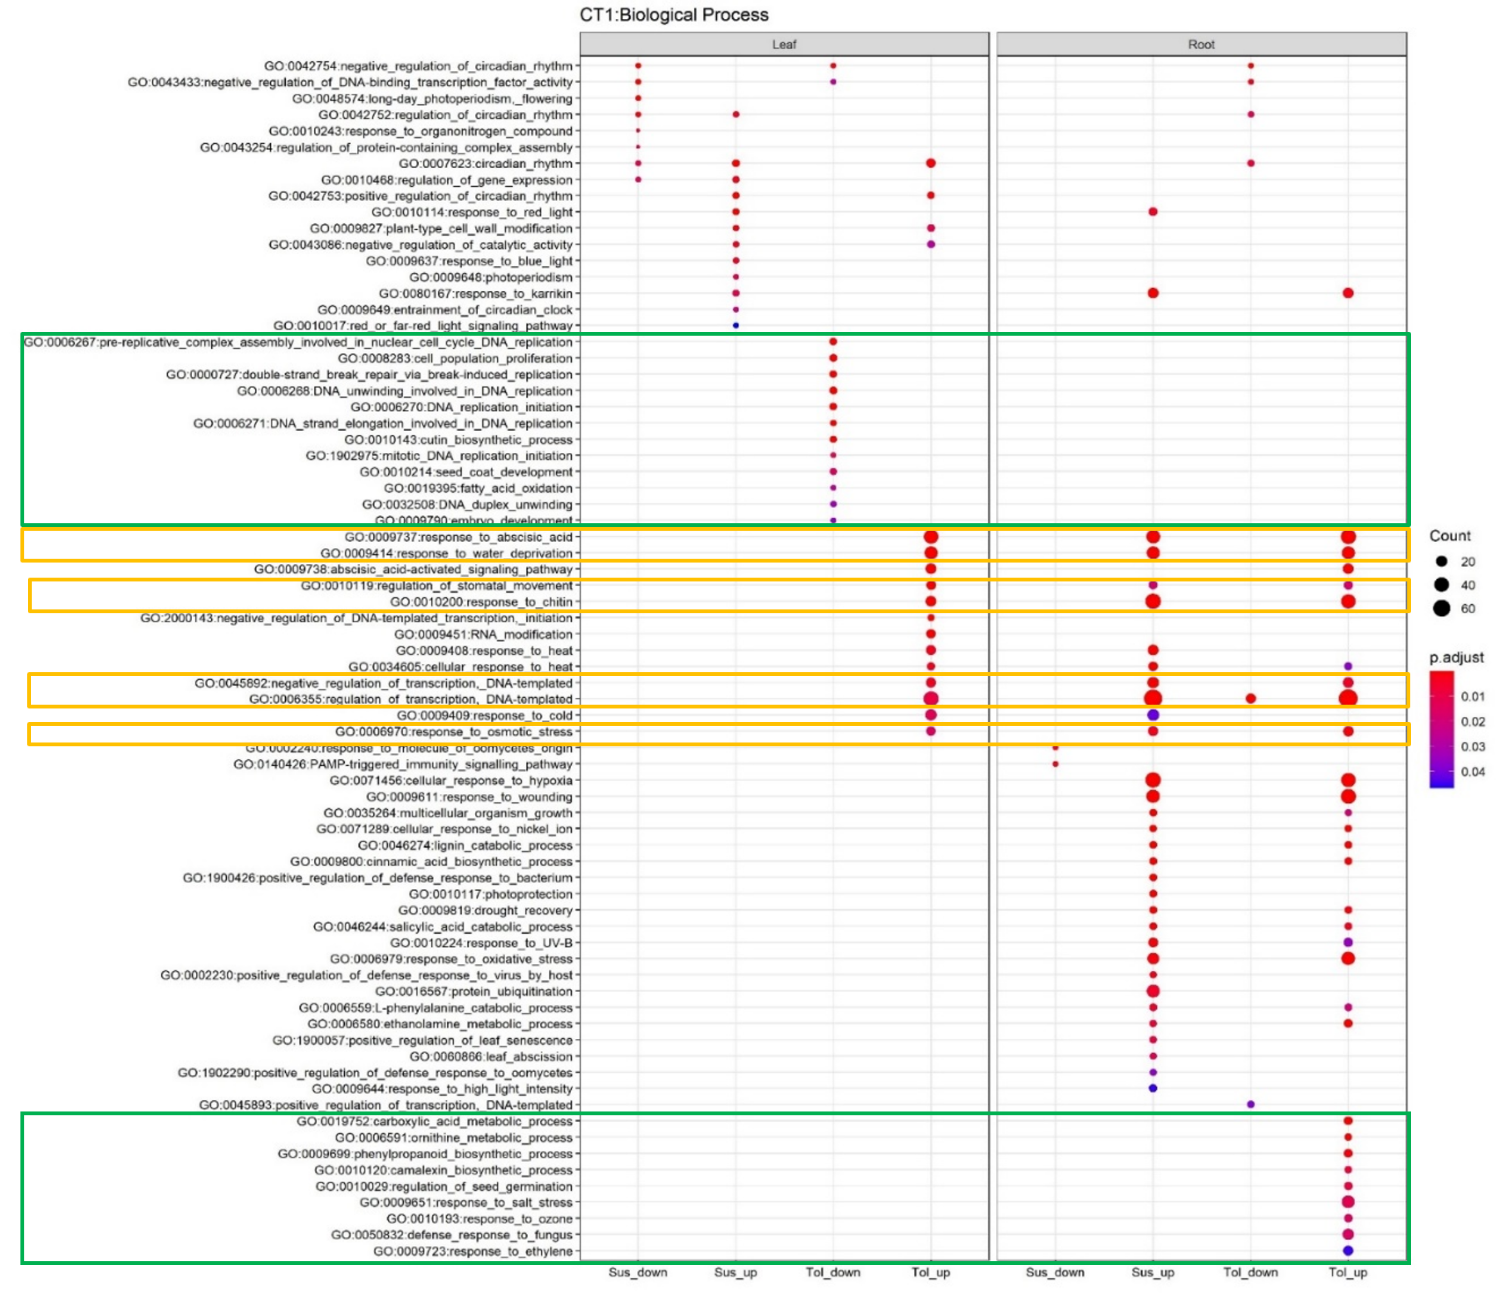 CT1:Biological Process
Leaf
Root
GO:0042754:negative_regulation_of_circadian_rhythm
GO:0043433:negative_regulation_of_DNA-binding_transcription_factor_activity
GO:0048574:long-day_photoperiodism,_flowering
GO:0042752:regulation_of_circadian_rhythm
GO:0010243:response_to_organonitrogen_compound
GO:0043254:regulation_of_protein-containing_complex_assembly
GO:0007623:circadian_rhythm
GO:0010468:regulation_of_gene_expression
GO:0042753:positive_regulation_of_circadian_rhythm
GO:0010114:response_to_red_light
GO:0009827:plant-type_cell_wall_modification
GO:0043086:negative_regulation_of_catalytic_activity
GO:0009637:response_to_blue_light
GO:0009648:photoperiodism
GO:0080167:response_to_karrikin
GO:0009649:entrainment_of_circadian_clock
GO:0010017:red_or_far-red_light_signaling_pathway
GO:0006267:pre-replicative_complex_assembly_involved_in_nuclear_cell_cycle_DNA_replication
GO:0008283:cell_population_proliferation
GO:0000727:double-strand_break_repair_via_break-induced_replication
GO:0006268:DNA_unwinding_involved_in_DNA_replication
GO:0006270:DNA_replication_initiation
GO:0006271:DNA_strand_elongation_involved_in_DNA_replication
GO:0010143:cutin_biosynthetic_process
GO:1902975:mitotic_DNA_replication_initiation
GO:0010214:seed_coat_development
GO:0019395:fatty_acid_oxidation
GO:0032508:DNA_duplex_unwinding
GO:0009790:embryo_development
GO:0009737:response_to_abscisic_acid
GO:0009414:response_to_water_deprivation
GO:0009738:abscisic_acid-activated_signaling_pathway
GO:0010119:regulation_of_stomatal_movement
GO:0010200:response_to_chitin
GO:2000143:negative_regulation_of_DNA-templated_transcription,_initiation
GO:0009451:RNA_modification
GO:0009408:response_to_heat
GO:0034605:cellular_response_to_heat
GO:0045892:negative_regulation_of_transcription,_DNA-templated
GO:0006355:regulation_of_transcription,_DNA-templated
GO:0009409:response_to_cold
GO:0006970:response_to_osmotic_stress
GO:0002240:response_to_molecule_of_oomycetes_origin
GO:0140426:PAMP-triggered_immunity_signalling_pathway
GO:0071456:cellular_response_to_hypoxia
GO:0009611:response_to_wounding
GO:0035264:multicellular_organism_growth
GO:0071289:cellular_response_to_nickel_ion
GO:0046274:lignin_catabolic_process
GO:0009800:cinnamic_acid_biosynthetic_process
GO:1900426:positive_regulation_of_defense_response_to_bacterium
GO:0010117:photoprotection
GO:0009819:drought_recovery
GO:0046244:salicylic_acid_catabolic_process
GO:0010224:response_to_UV-B
GO:0006979:response_to_oxidative_stress
GO:0002230:positive_regulation_of_defense_response_to_virus_by_host
GO:0016567:protein_ubiquitination
GO:0006559:L-phenylalanine_catabolic_process
GO:0006580:ethanolamine_metabolic_process
GO:1900057:positive_regulation_of_leaf_senescence
GO:0060866:leaf_abscission
GO:1902290:positive_regulation_of_defense_response_to_oomycetes
GO:0009644:response_to_high_light_intensity
GO:0045893:positive_regulation_of_transcription,_DNA-templated
GO:0019752:carboxylic_acid_metabolic_process
GO:0006591:ornithine_metabolic_process
GO:0009699:phenylpropanoid_biosynthetic_process
GO:0010120:camalexin_biosynthetic_process
GO:0010029:regulation_of_seed_germination
GO:0009651:response_to_salt_stress
GO:0010193:response_to_ozone
GO:0050832:defense_response_to_fungus
GO:0009723:response_to_ethylene
Sus_down
Sus_up
Tol_down
Tol_up
Sus_down
Sus_up
Tol_down
Tol_up
Count
20
40
60
p.adjust
0.01
0.02
0.03
0.04